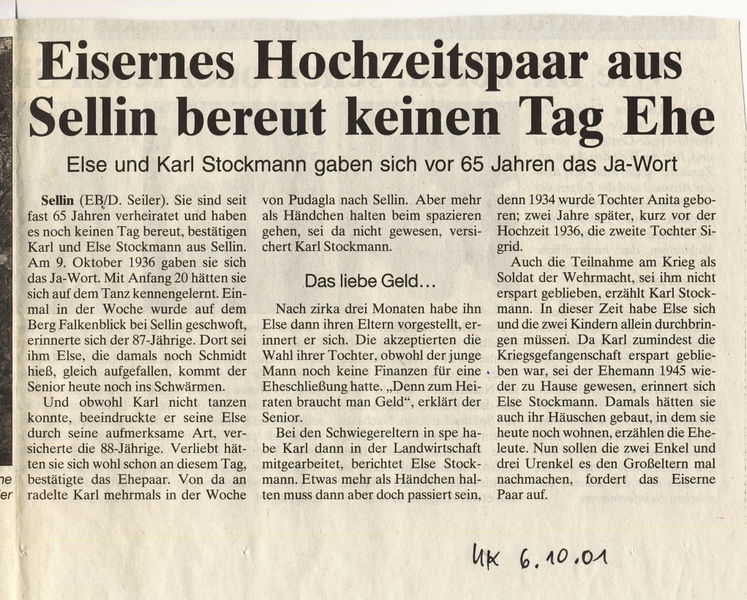 Eisernes Hochzeitspaar aus
Sellin bereut keinen Tag Ehe
Else und Karl Stockmann gaben sich vor 65 Jahren das Ja-Wort
Sellin (EB/D. Seiler). Sie sind seit
fast 65 Jahren verheiratet und haben
es noch keinen Tag bereut, bestätigen
Karl und Else Stockmann aus Sellin.
Am 9. Oktober 1936 gaben sie sich
das Ja-Wort. Mit Anfang 20 hätten sie
sich auf dem Tanz kennengelernt. Ein-
mal in der Woche wurde auf dem
Berg Falkenblick bei Sellin geschwoft,
erinnerte sich der 87-Jährige. Dort sei
ihm Else, die damals noch Schmidt
hieß, gleich aufgefallen, kommt der
Senior heute noch ins Schwärmen.
Und obwohl Karl nicht tanzen
konnte, beeindruckte er seine Else
durch seine aufmerksame Art, ver-
sicherte die 88-Jährige. Verliebt hät-
ten sie sich wohl schon an diesem Tag,
bestätigte das Ehepaar. Von da an
radelte Karl mehrmals in der Woche
von Pudagla nach Sellin. Aber mehr
als Händchen halten beim spazieren
gehen, sei da nicht gewesen, versi-
chert Karl Stockmann.
Das liebe Geld...
Nach zirka drei Monaten habe ihn
Else dann ihren Eltern vorgestellt, er-
innert er sich. Die akzeptierten die
Wahl ihrer Tochter, obwohl der junge
Mann noch keine Finanzen für eine
Eheschließung hatte. „Denn zum Hei-
raten braucht man Geld“, erklärt der
Senior.
Bei den Schwiegereltern in spe ha-
be Karl dann in der Landwirtschaft
mitgearbeitet, berichtet Else Stock-
mann. Etwas mehr als Händchen hal-
ten muss dann aber doch passiert sein,
denn 1934 wurde Tochter Anita gebo-
ren; zwei Jahre später, kurz vor der
Hochzeit 1936, die zweite Tochter Si-
grid.
Auch die Teilnahme am Krieg als
Soldat der Wehrmacht, sei ihm nicht
erspart geblieben, erzählt Karl Stock-
mann. In dieser Zeit habe Else sich
und die zwei Kindern allein durchbrin-
gen müssen. Da Karl zumindest die
Kriegsgefangenschaft erspart geblie-
ben war, sei der Ehemann 1945 wie-
der zu Hause gewesen, erinnert sich
Else Stockmann. Damals hätten sie
auch ihr Häuschen gebaut, in dem sie
heute noch wohnen, erzählen die Ehe-
leute. Nun sollen die zwei Enkel und
drei Urenkel es den Großeltern mal
nachmachen, fordert das Eiserne
Paar auf.
6.10.01